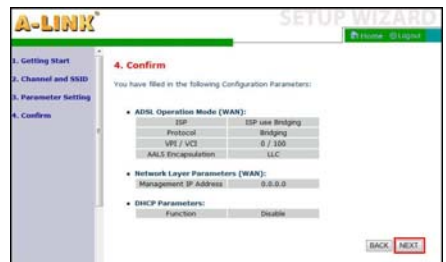 A-LINK
SETUP WIZARD
Home Logout
1. Getting Start
2. Channel and SSID
3. Parameter Setting
4. Confirm
4. Confirm
You have filled in the following Configuration Parameters:
ADSL Operation Mode (WAN):
ISP ESP use Bridging
Protocol Bridging
VPI / VCI 0 / 100
AAL5 Encapsulation LLC
Network Layer Parameters (WAN):
Management IP Address 0.0.0.0
DHCP Parameters:
Function Disable
BACK NEXT